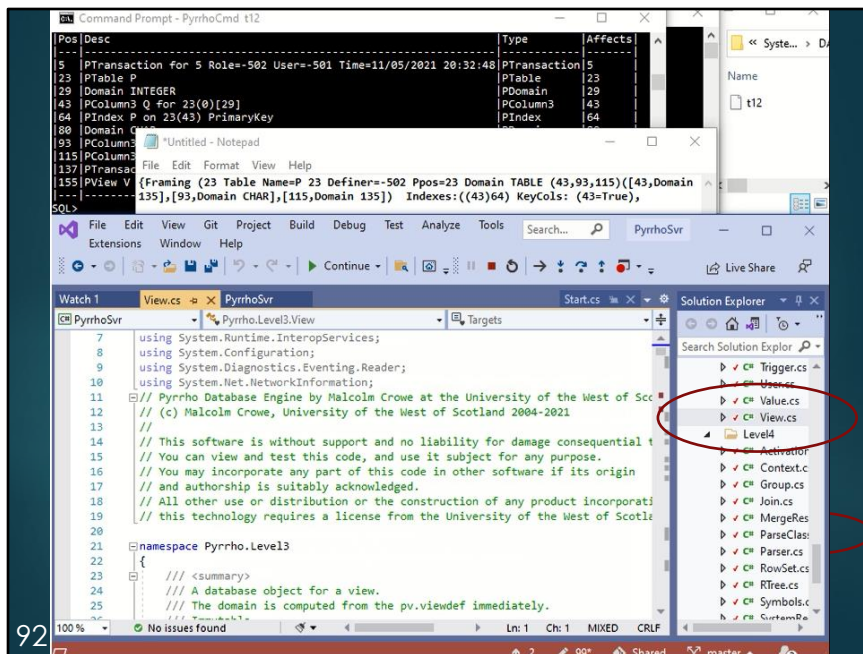 Command Prompt - PyrrhoCmd t12
|Pos|Desc |Type |Affects|
|5 |PTransaction for 5 Role=-502 User=-501 Time=11/05/2021 20:32:48|PTransaction|5
|23 |PTable P |PTable |23
|29 |Domain INTEGER |PDomain |29
|43 |PColumn3 Q for 23(0)[29] |PColumn3 |43
|64 |PIndex P on 23(43) PrimaryKey |PIndex |64
|80 |Domain
|93 |PColumn3
|115|PColumn3
|137|PTransac
|155|PView V
SQL>
« Syste... >
Name
t12
*Untitled - Notepad
File Edit Format View Help
{Framing (23 Table Name=P 23 Definer=-502 Ppos=23 Domain TABLE (43,93,115)([43,Domain
135],[93,Domain CHAR],[115,Domain 135]) Indexes:((43)64) KeyCols: (43=True),
File Edit View Git Project Build Debug Test Analyze Tools Search... PyrrhoSvr
Extensions Window Help
Continue Live Share
Watch 1 View.cs PyrrhoSvr Start.cs Solution Explorer
PyrrhoSvr Pyrrho.Level3.View Targets
Search Solution Explor
7 using System.Runtime.InteropServices;
8 using System.Configuration;
9 using System.Diagnostics.Eventing.Reader;
10 using System.Net.NetworkInformation;
11 // Pyrrho Database Engine by Malcolm Crowe at the University of the West of Sco
12 // (c) Malcolm Crowe, University of the West of Scotland 2004-2021
13 //
14 // This software is without support and no liability for damage consequential t
15 // You can view and test this code, and use it subject for any purpose.
16 // You may incorporate any part of this code in other software if its origin
17 // and authorship is suitably acknowledged.
18 // All other use or distribution or the construction of any product incorporati
19 // this technology requires a license from the University of the West of Scotla
20
21 namespace Pyrrho.Level3
22 {
23 /// <summary>
24 /// A database object for a view.
25 /// The domain is computed from the pv.viewdef immediately.
C# Trigger.cs
C# User.cs
C# Value.cs
C# View.cs
Level4
C# Activation
C# Context.c
C# Group.cs
C# Join.cs
C# MergeRes
C# ParseClass
C# Parser.cs
C# RowSet.cs
C# RTree.cs
C# Symbols.c
C# SystemRe
100 % No issues found Ln: 1 Ch: 1 MIXED CRLF
2 99* Shared master
92